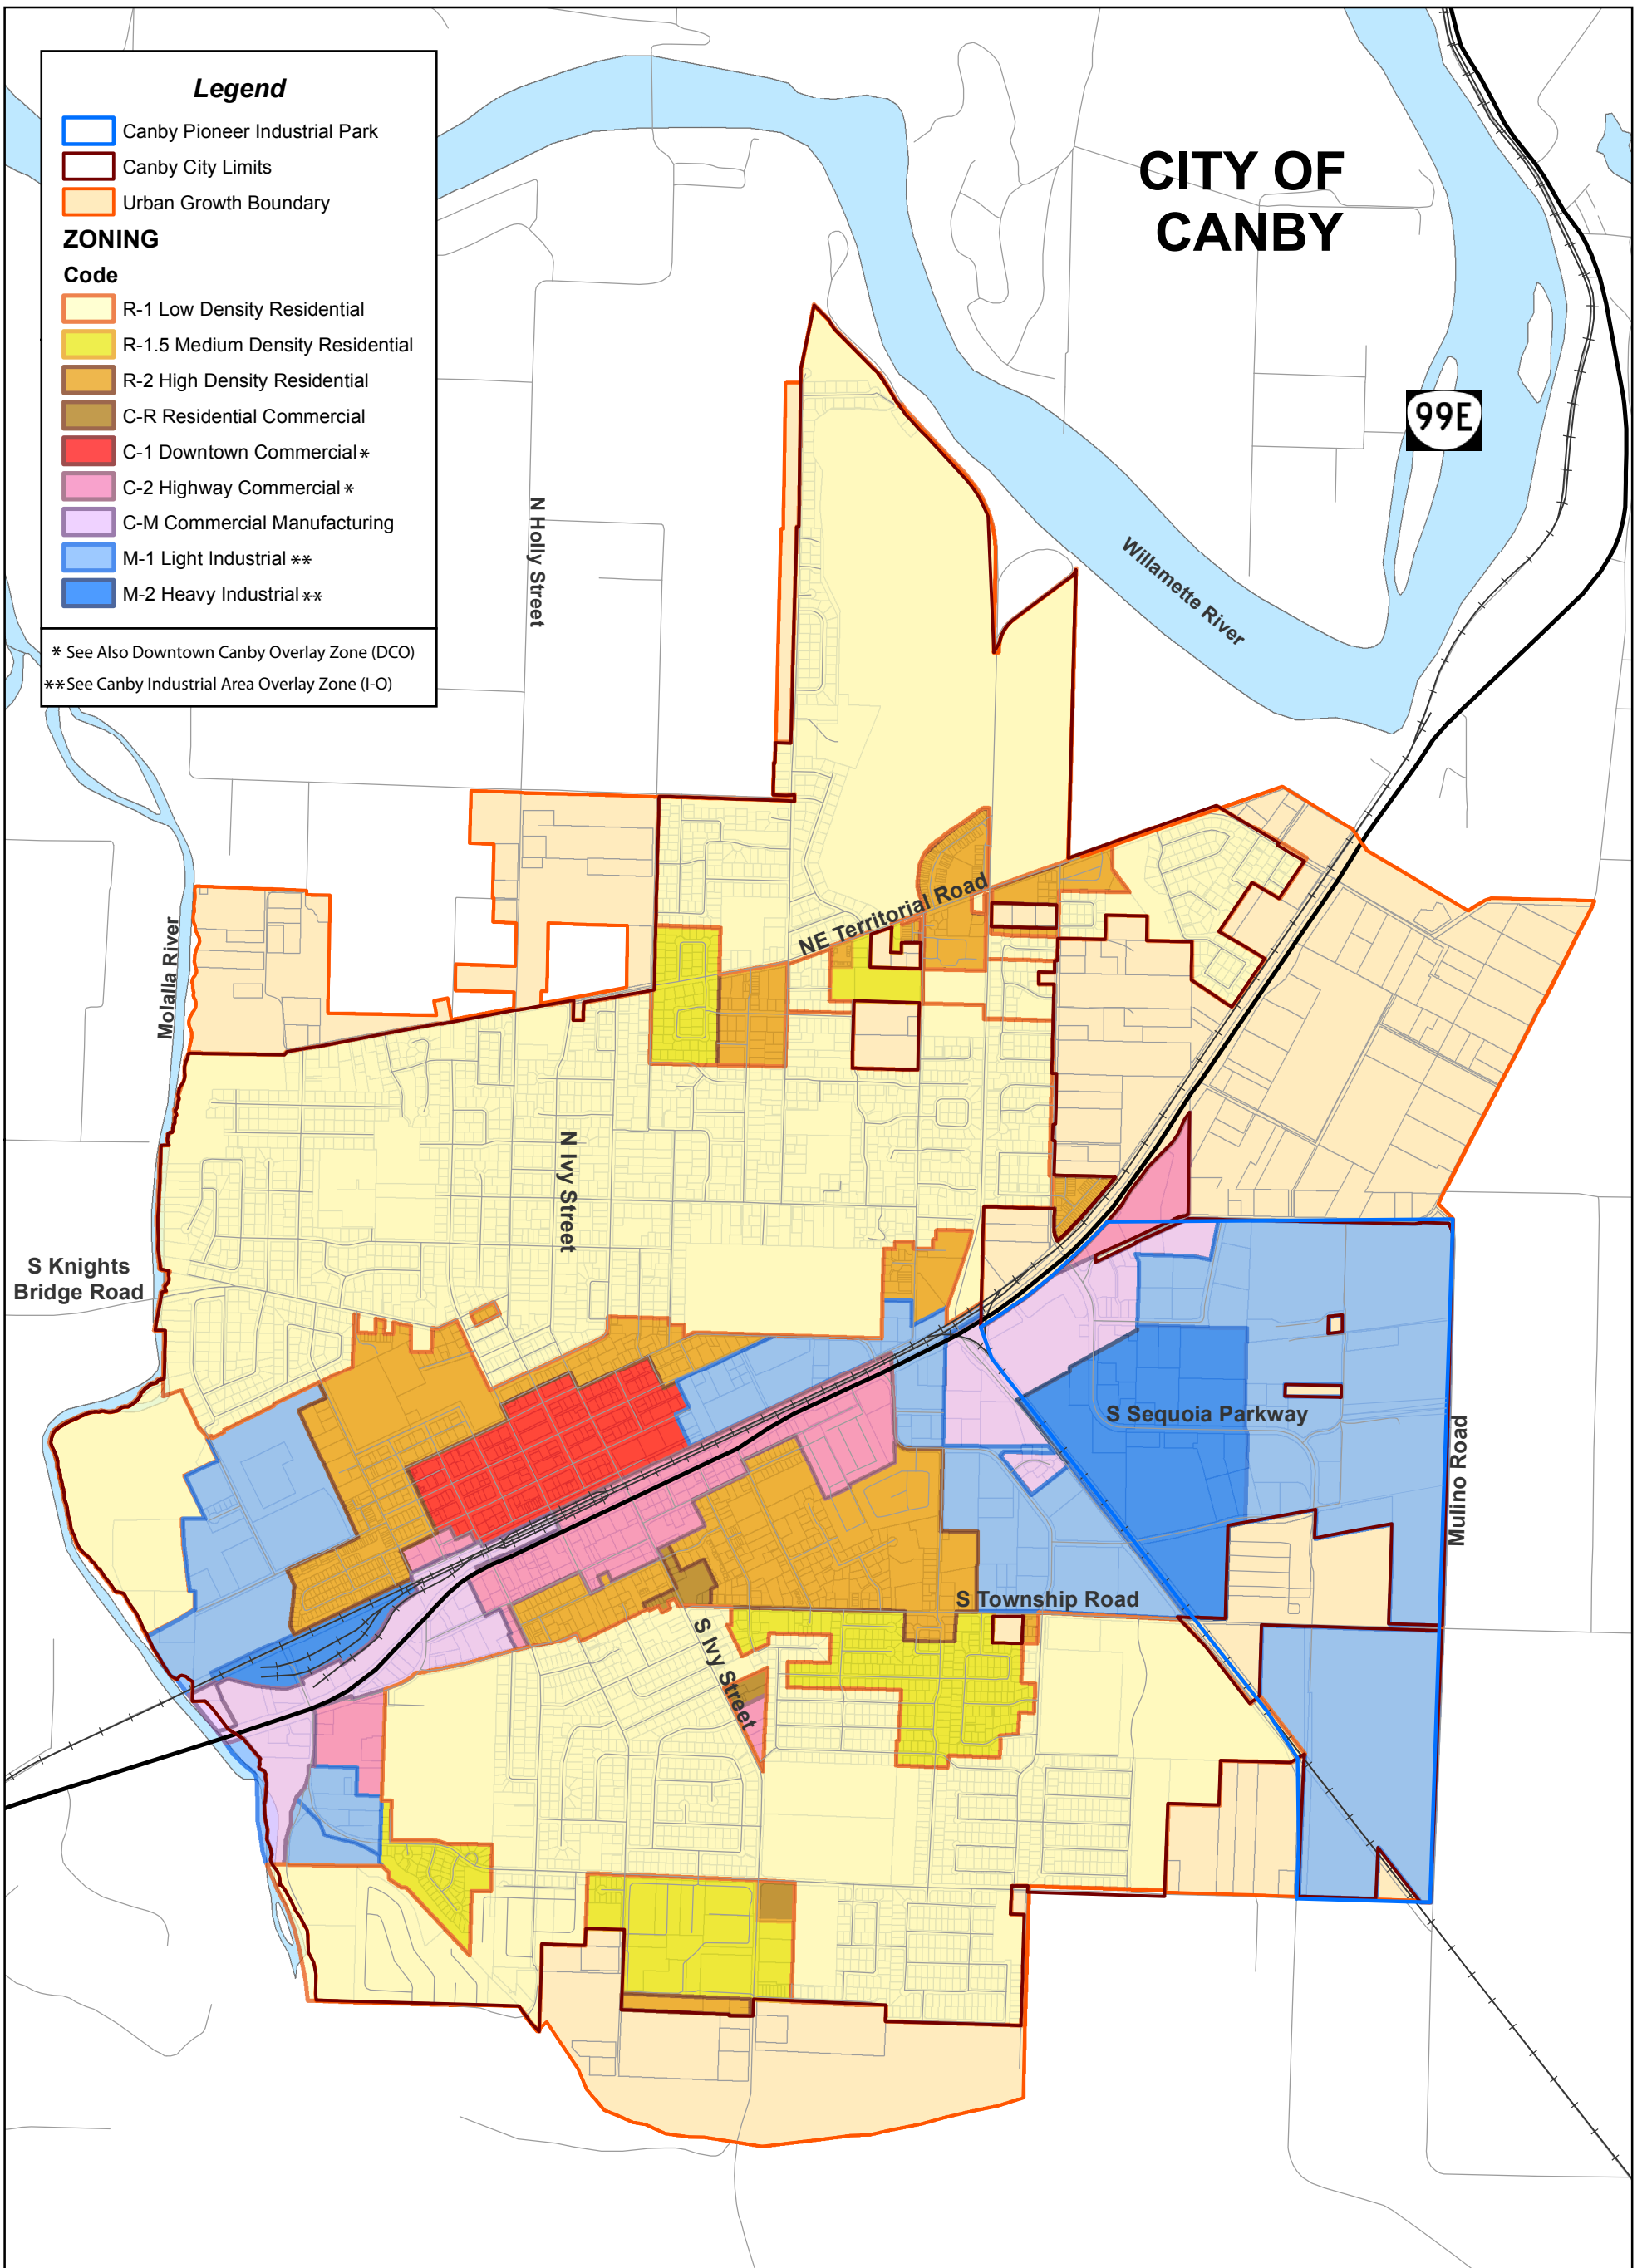 Legend
Canby Pioneer Industrial Park
Canby City Limits
Urban Growth Boundary
ZONING
Code
R-1 Low Density Residential
R-1.5 Medium Density Residential
R-2 High Density Residential
C-R Residential Commercial
C-1 Downtown Commercial*
C-2 Highway Commercial*
C-M Commercial Manufacturing
M-1 Light Industrial **
M-2 Heavy Industrial**
* See Also Downtown Canby Overlay Zone (DCO)
**See Canby Industrial Area Overlay Zone (I-O)
CITY OF
CANBY
99E
N Holly Street
Willamette River
NE Territorial Road
Molalla River
N Ivy Street
S Knights
Bridge Road
S Sequoia Parkway
Mulino Road
S Township Road
S Ivy Street